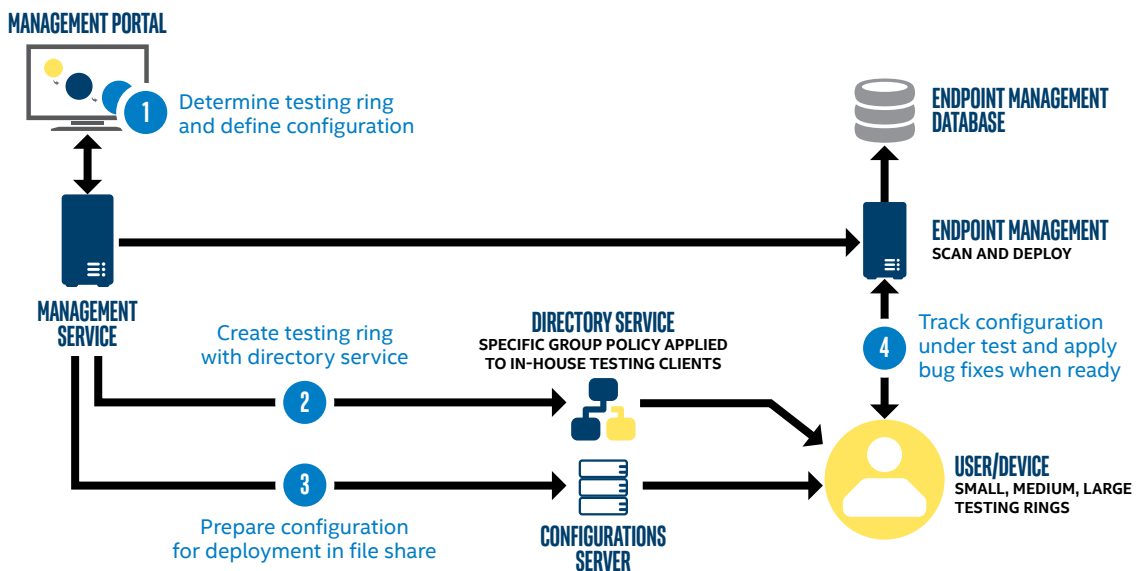 MANAGEMENT PORTAL
1
Determine testing ring
and define configuration
ENDPOINT MANAGEMENT
DATABASE
ENDPOINT MANAGEMENT
SCAN AND DEPLOY
MANAGEMENT
SERVICE
Create testing ring
with directory service
2
DIRECTORY SERVICE
SPECIFIC GROUP POLICY APPLIED
TO IN-HOUSE TESTING CLIENTS
4
Track configuration
under test and apply
bug fixes when ready
3
Prepare configuration
for deployment in file share
CONFIGURATIONS
SERVER
USER/DEVICE
SMALL, MEDIUM, LARGE
TESTING RINGS